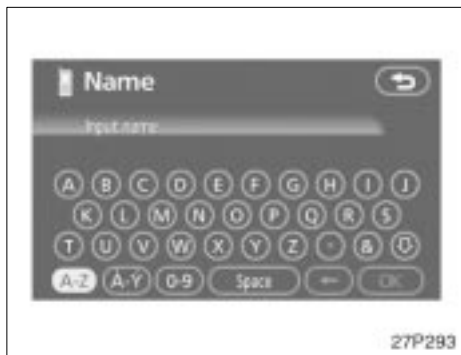 Name
Input name
A B C D E F G H I J
K L M N O P Q R S
T U V W X Y Z &
A-Z À-Ý 0-9 Space ← OK
27P293